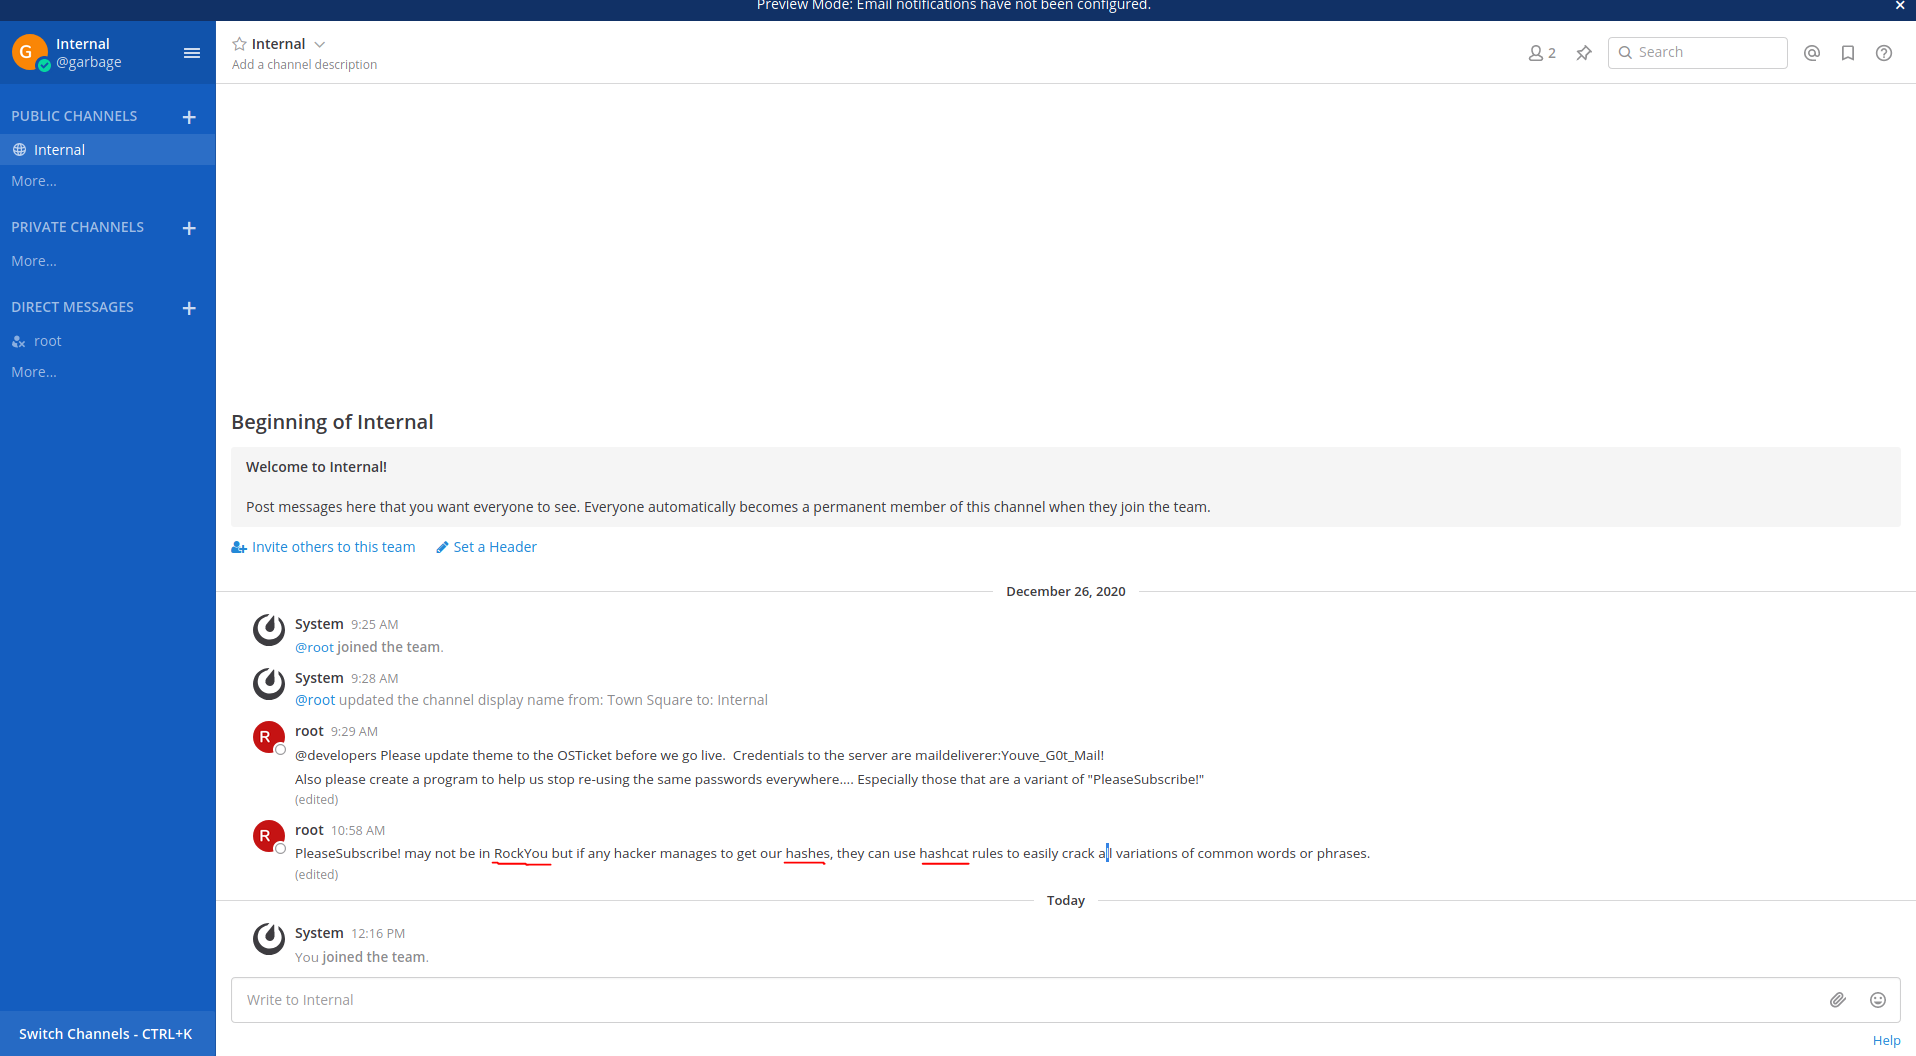 Preview Mode: Email notifications have not been configured.
G
Internal
@garbage
PUBLIC CHANNELS
Internal
More...
PRIVATE CHANNELS
More...
DIRECT MESSAGES
root
More...
Switch Channels - CTRL+K
Internal
Add a channel description
2
Search
Beginning of Internal
Welcome to Internal!
Post messages here that you want everyone to see. Everyone automatically becomes a permanent member of this channel when they join the team.
Invite others to this team Set a Header
December 26, 2020
System 9:25 AM
@root joined the team.
System 9:28 AM
@root updated the channel display name from: Town Square to: Internal
R
root 9:29 AM
@developers Please update theme to the OSTicket before we go live.  Credentials to the server are maildeliverer:Youve_G0t_Mail!
Also please create a program to help us stop re-using the same passwords everywhere.... Especially those that are a variant of "PleaseSubscribe!"
(edited)
R
root 10:58 AM
PleaseSubscribe! may not be in RockYou but if any hacker manages to get our hashes, they can use hashcat rules to easily crack all variations of common words or phrases.
(edited)
Today
System 12:16 PM
You joined the team.
Write to Internal
Help